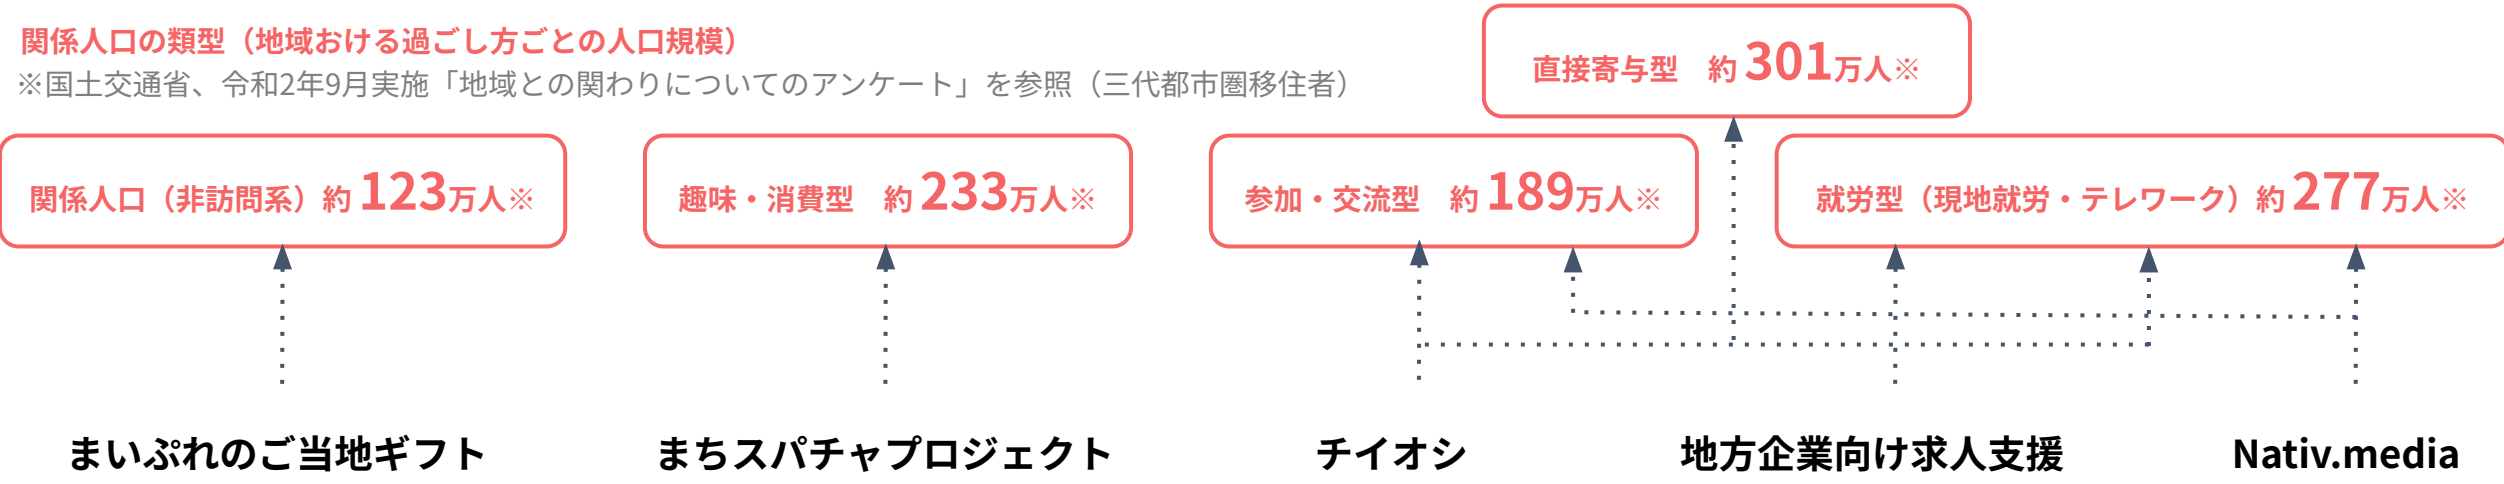 関係人口の類型（地域おける過ごし方ごとの人口規模）
※国土交通省、令和2年9月実施「地域との関わりについてのアンケート」を参照（三代都市圏移住者）
直接寄与型　約301万人※
関係人口（非訪問系）約123万人※
趣味・消費型　約233万人※
参加・交流型　約189万人※
就労型（現地就労・テレワーク）約277万人※
まいぷれのご当地ギフト
まちスパチャプロジェクト
チイオシ
地方企業向け求人支援
Nativ.media